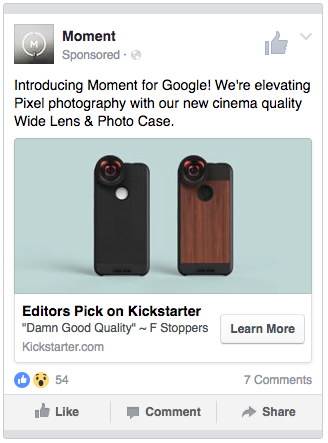 M
Moment
Sponsored ·
Introducing Moment for Google! We're elevating
Pixel photography with our new cinema quality
Wide Lens & Photo Case.
Editors Pick on Kickstarter
"Damn Good Quality" ~ F Stoppers
Learn More
Kickstarter.com
54
7 Comments
Like
Comment
Share